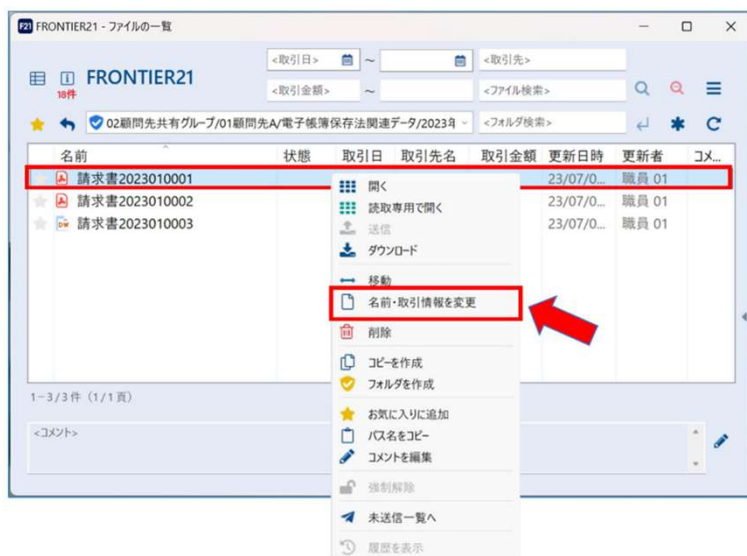 F21 FRONTIER21 - ファイルの一覧
<取引日> ~ <取引先>
FRONTIER21
18件
<取引金額> ~ <ファイル検索>
02顧問先共有グループ/01顧問先A/電子帳簿保存法関連データ/2023年 <フォルダ検索>
名前 状態 取引日 取引先名 取引金額 更新日時 更新者 コメ...
請求書2023010001 23/07/0... 職員 01
請求書2023010002 23/07/0... 職員 01
請求書2023010003 23/07/0... 職員 01
開く
読取専用で開く
送信
ダウンロード
移動
名前・取引情報を変更
削除
コピーを作成
フォルダを作成
お気に入りに追加
パス名をコピー
コメントを編集
強制解除
未送信一覧へ
履歴を表示
1-3/3件 (1/1頁)
<コメント>